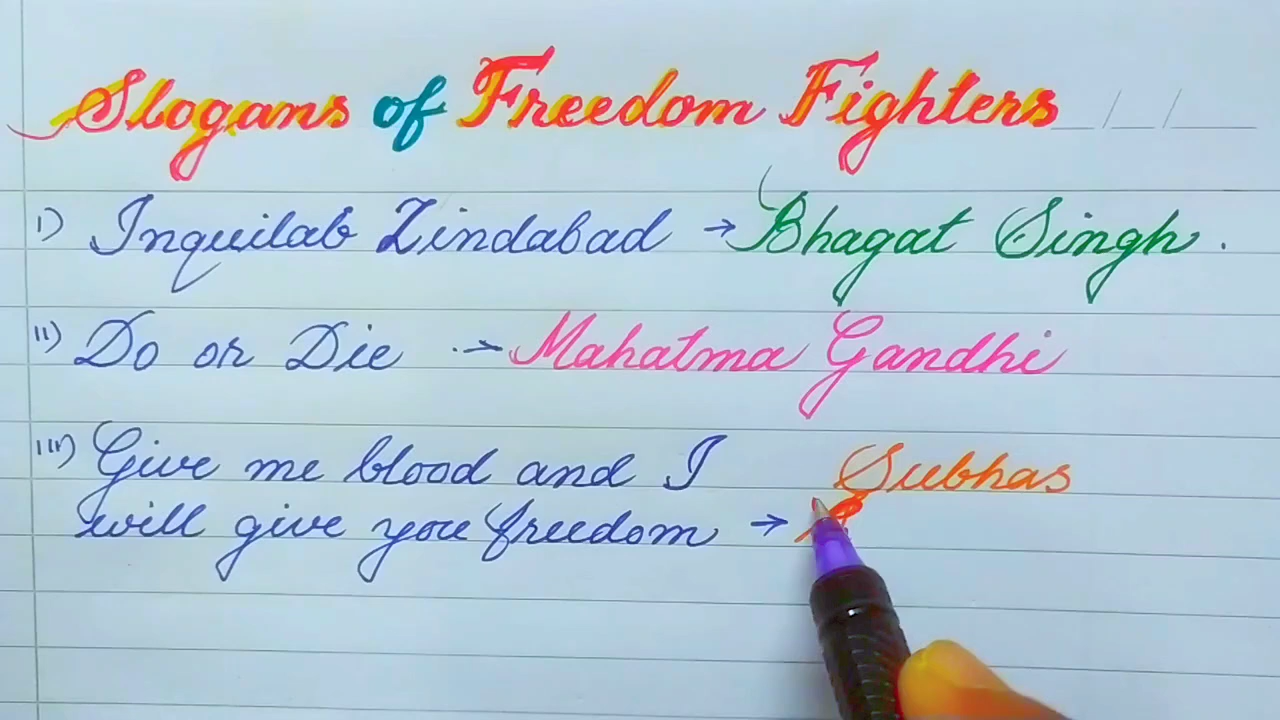 Slogans of Freedom Fighters
i) Inquilab Zindabad → Bhagat Singh.
ii) Do or Die → Mahatma Gandhi
iii) Give me blood and I Subhas
will give you freedom →